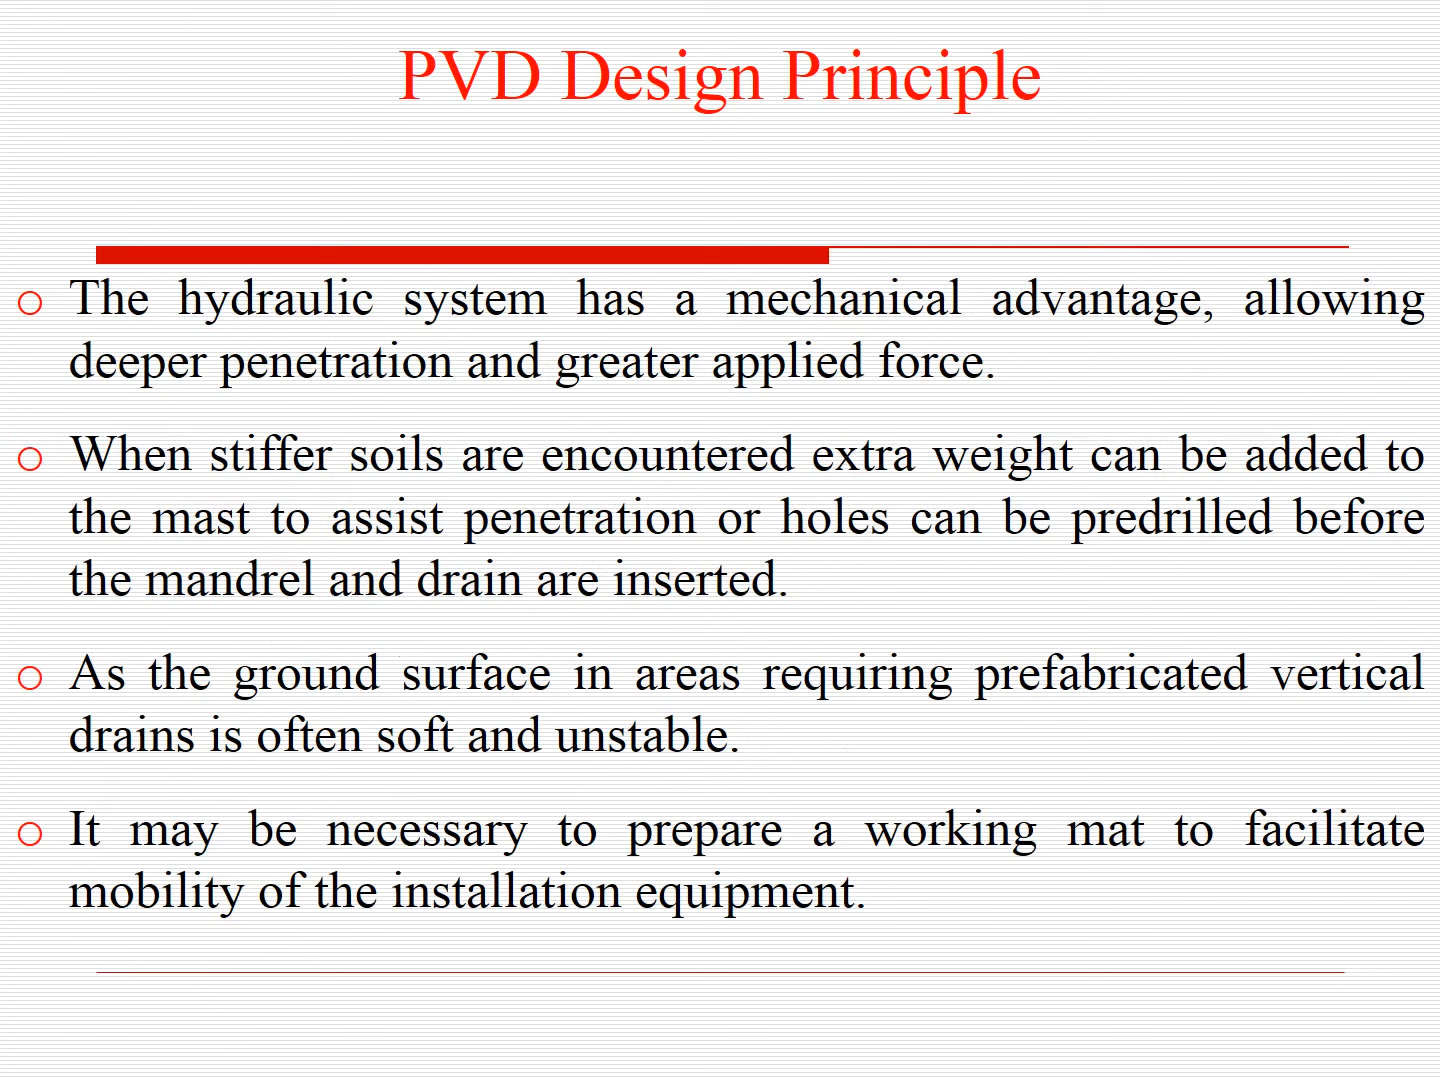 PVD Design Principle
The hydraulic system has a mechanical advantage, allowing
deeper penetration and greater applied force.
When stiffer soils are encountered extra weight can be added to
the mast to assist penetration or holes can be predrilled before
the mandrel and drain are inserted.
As the ground surface in areas requiring prefabricated vertical
drains is often soft and unstable.
It may be necessary to prepare a working mat to facilitate
mobility of the installation equipment.